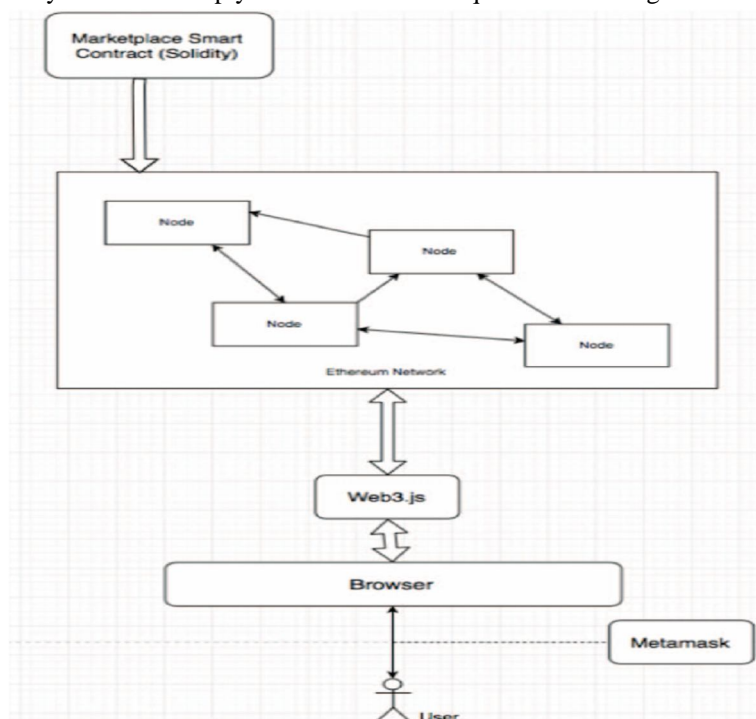 Marketplace Smart
Contract (Solidity)
Node
Node
Node
Node
Ethereum Network
Web3.js
Browser
Metamask
User